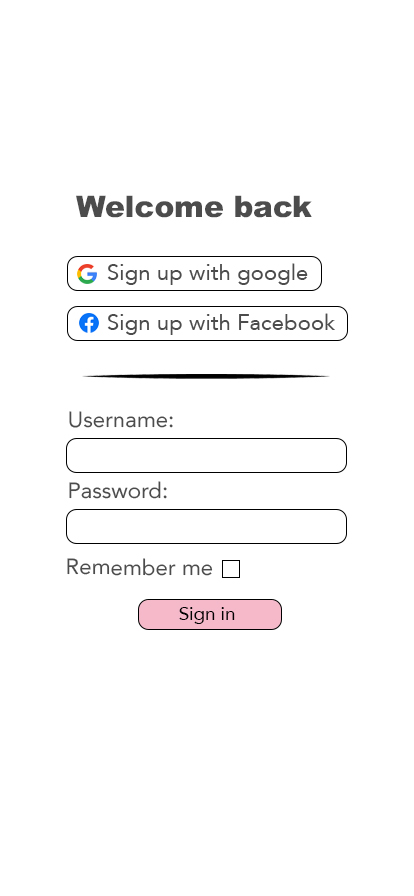 Welcome back
Sign up with google
Sign up with Facebook
Username:
Password:
Remember me
Sign in